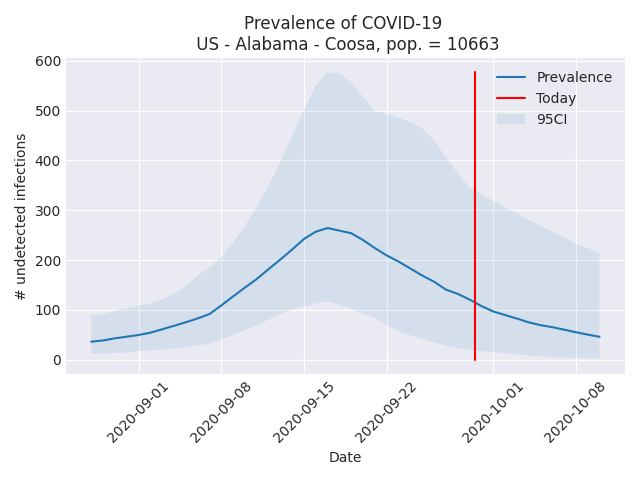 Prevalence of COVID-19
US - Alabama - Coosa, pop. = 10663
Prevalence
Today
95CI
# undetected infections
600
500
400
300
200
100
0
2020-09-01
2020-09-08
2020-09-15
2020-09-22
2020-10-01
2020-10-08
Date